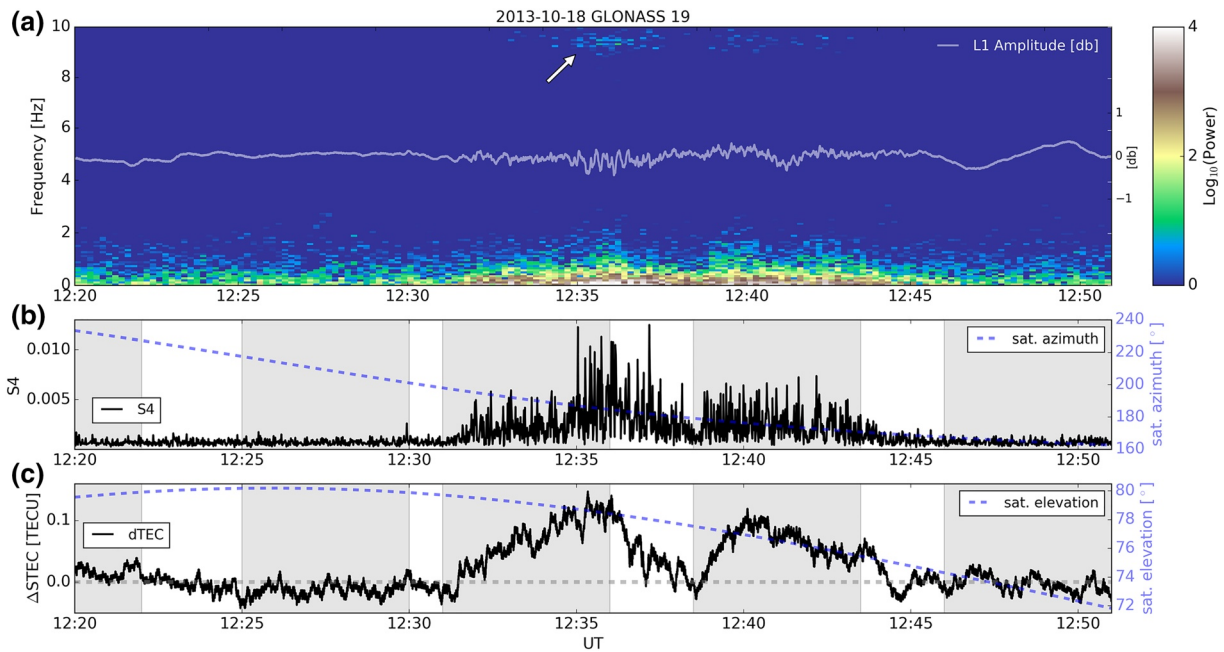 2013-10-18 GLONASS 19
(a)
10
8
6
4
2
0
Frequency [Hz]
L1 Amplitude [db]
1
0
−1
[db]
4
2
0
Log10(Power)
12:20 12:25 12:30 12:35 12:40 12:45 12:50
(b)
0.010
0.005
S4
S4
sat. azimuth
240
220
200
180
160
sat. azimuth [°]
12:20 12:25 12:30 12:35 12:40 12:45 12:50
(c)
0.1
0.0
ΔSTEC [TECU]
dTEC
sat. elevation
80
78
76
74
72
sat. elevation [°]
12:20 12:25 12:30 12:35 12:40 12:45 12:50
UT